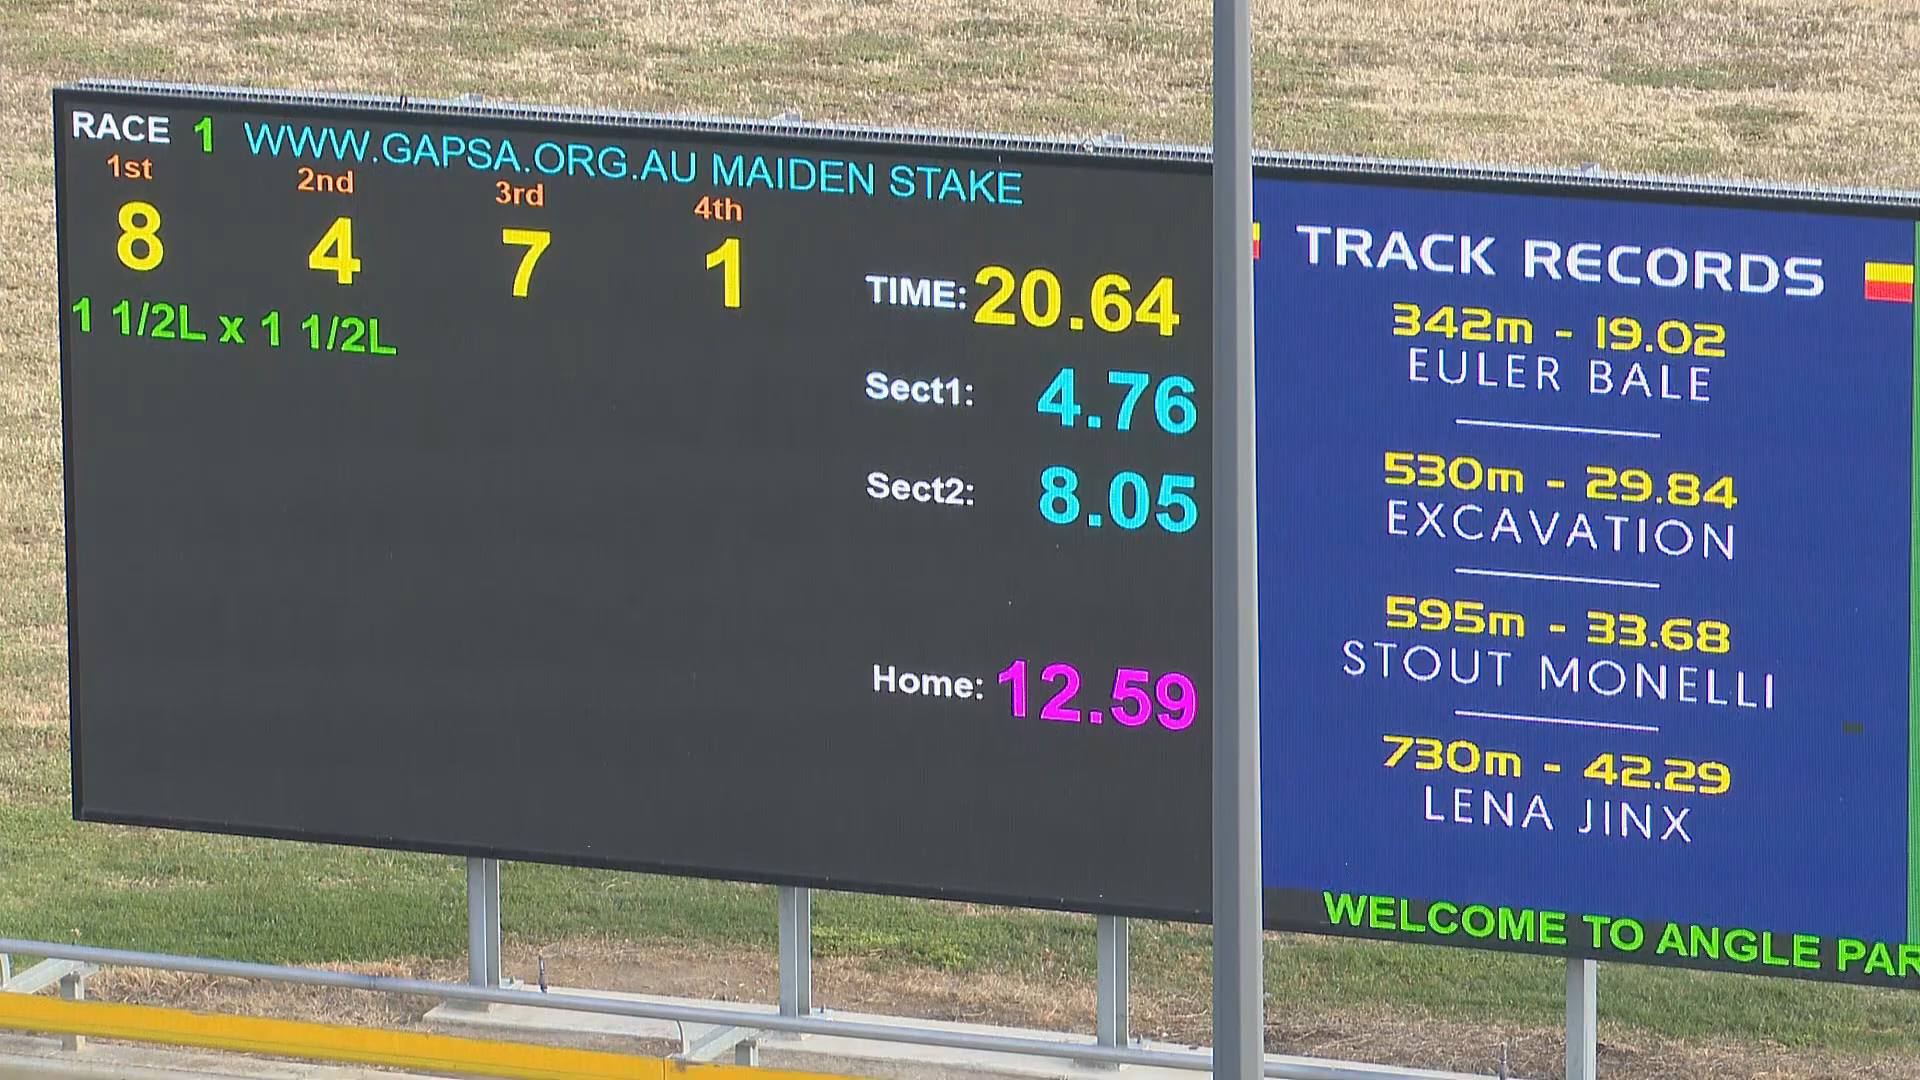 RACE 1 WWW.GAPSA.ORG.AU MAIDEN STAKE
1st 2nd 3rd 4th
8 4 7 1
1 1/2L x 1 1/2L
TIME: 20.64
Sect1: 4.76
Sect2: 8.05
Home: 12.59
TRACK RECORDS
342m - 19.02
EULER BALE
530m - 29.84
EXCAVATION
595m - 33.68
STOUT MONELLI
730m - 42.29
LENA JINX
WELCOME TO ANGLE PAR